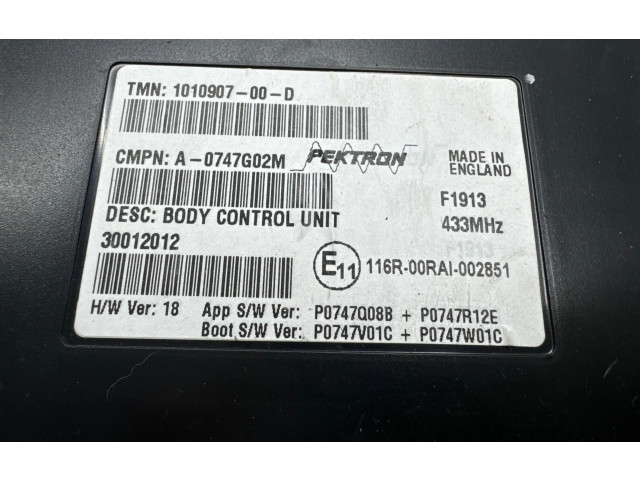 TMN: 1010907-00-D
CMPN: A-0747G02M PEKTRON MADE IN ENGLAND
F1913
DESC: BODY CONTROL UNIT 433MHz
30012012
E11 116R-00RAI-002851
H/W Ver: 18 App S/W Ver: P0747Q08B + P0747R12E
Boot S/W Ver: P0747V01C + P0747W01C